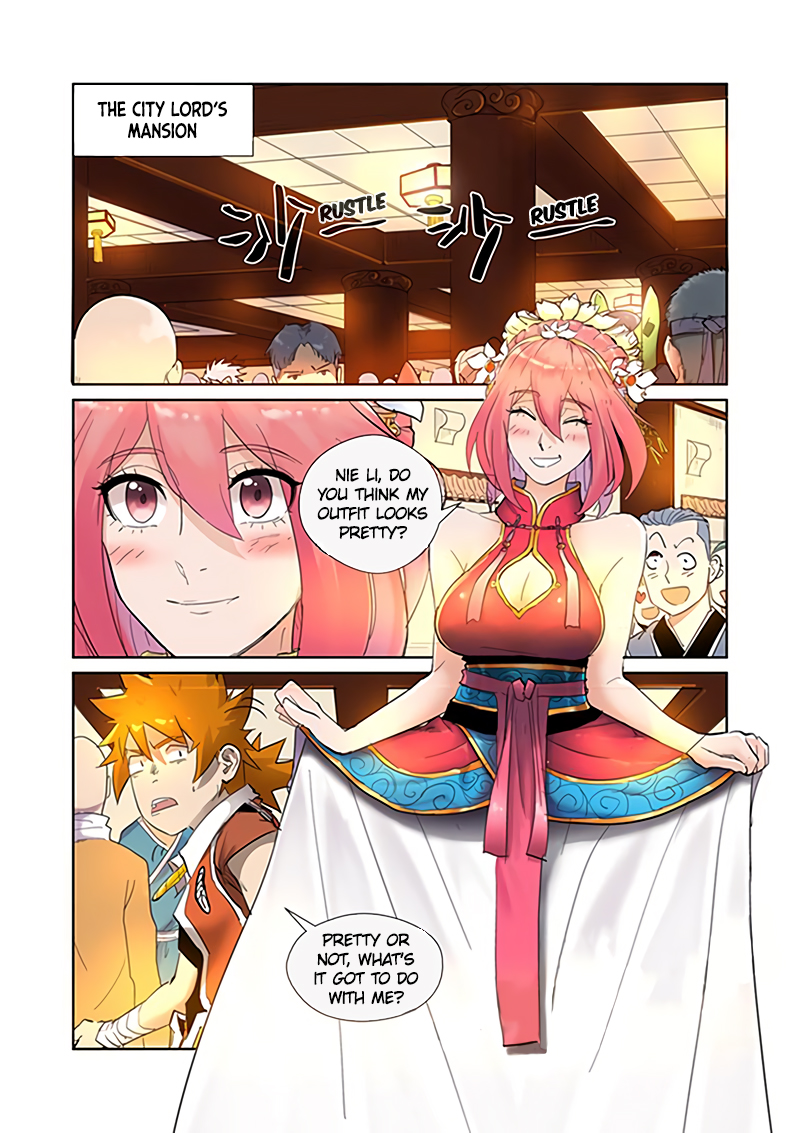 THE CITY LORD'S
MANSION
沙
RUSTLE
沙
RUSTLE
NIE LI, DO
YOU THINK MY
OUTFIT LOOKS
PRETTY?
PRETTY OR
NOT, WHAT'S
IT GOT TO DO
WITH ME?